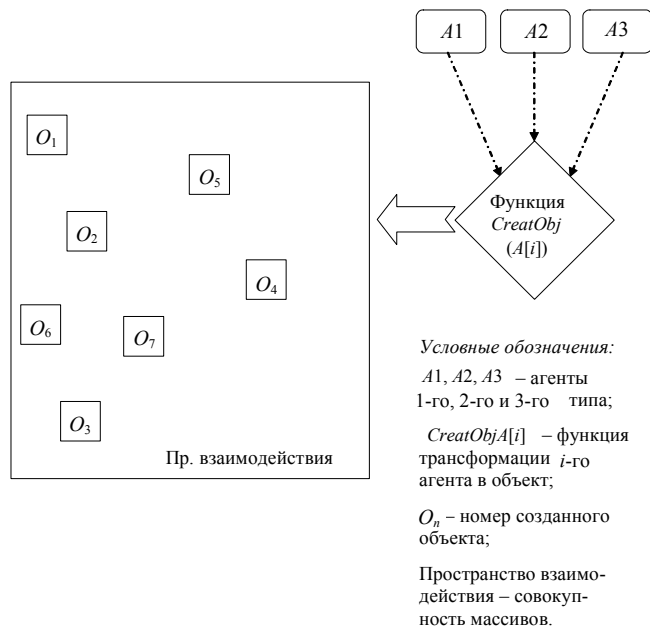 A1 A2 A3
O1
O5
Функция
CreatObj
(A[i])
O2
O4
O6
O7
O3
Пр. взаимодействия
Условные обозначения:
A1, A2, A3 – агенты
1-го, 2-го и 3-го типа;
CreatObjA[i] – функция
трансформации i-го
агента в объект;
On – номер созданного
объекта;
Пространство взаимо-
действия – совокуп-
ность массивов.